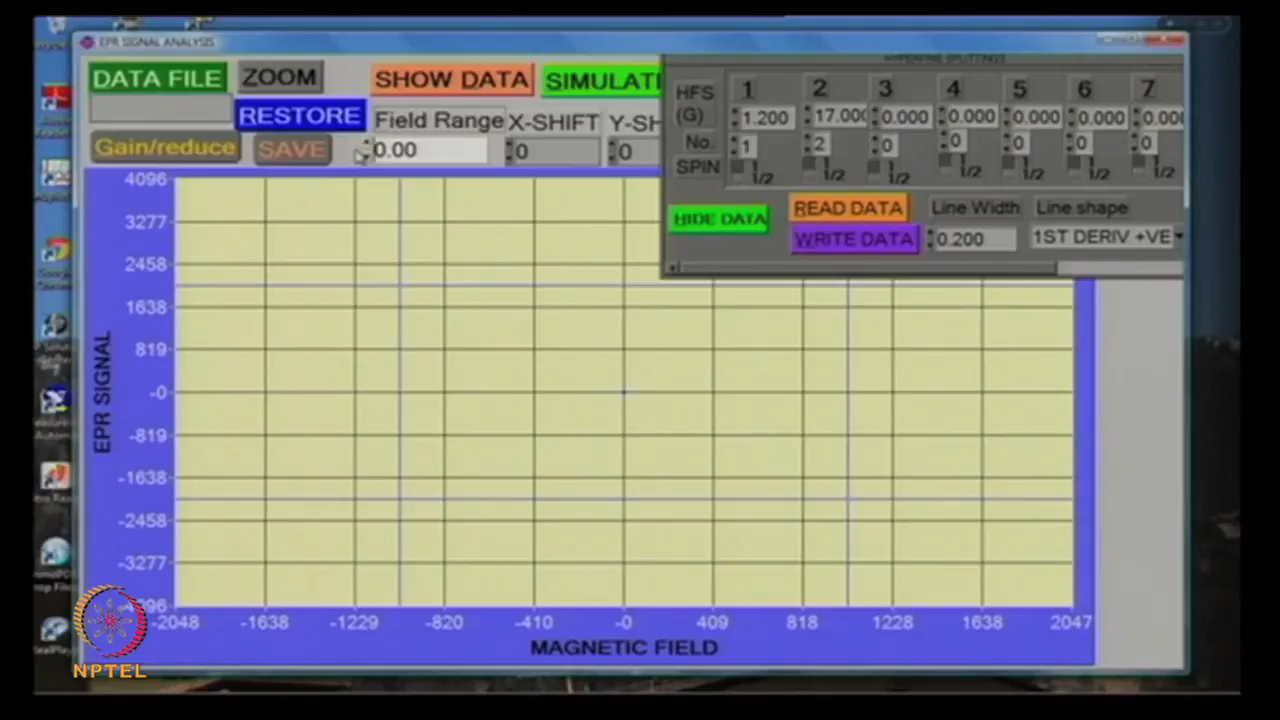 EPR SIGNAL ANALYSIS
DATA FILE ZOOM SHOW DATA SIMULATI
RESTORE Field Range X-SHIFT Y-SH
Gain/reduce SAVE 0.00 0 0
HYPERFINE SPLITTINGS
HFS 1 2 3 4 5 6 7
(G) 1.200 17.000 0.000 0.000 0.000 0.000 0.000
No. 1 2 0 0 0 0 0
SPIN 1/2 1/2 1/2 1/2 1/2 1/2 1/2
HIDE DATA READ DATA Line Width Line shape
WRITE DATA 0.200 1ST DERIV +VE
4096
3277
2458
1638
819
-0
-819
-1638
-2458
-3277
-4096
EPR SIGNAL
-2048 -1638 -1229 -820 -410 -0 409 818 1228 1638 2047
MAGNETIC FIELD
NPTEL